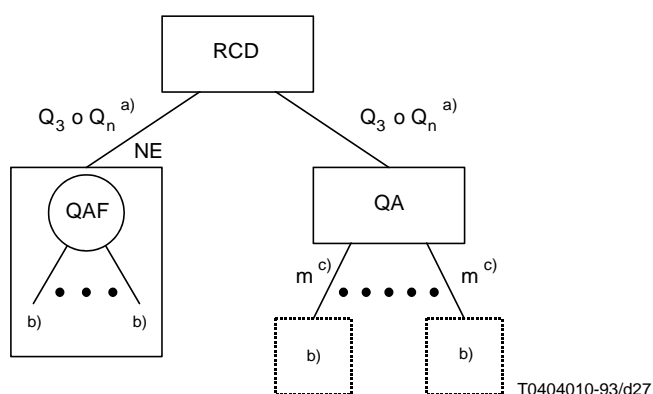 RCD
Q3 o Qn a)
Q3 o Qn a)
NE
QAF
QA
m c)
m c)
b)
b)
b)
b)
T0404010-93/d27